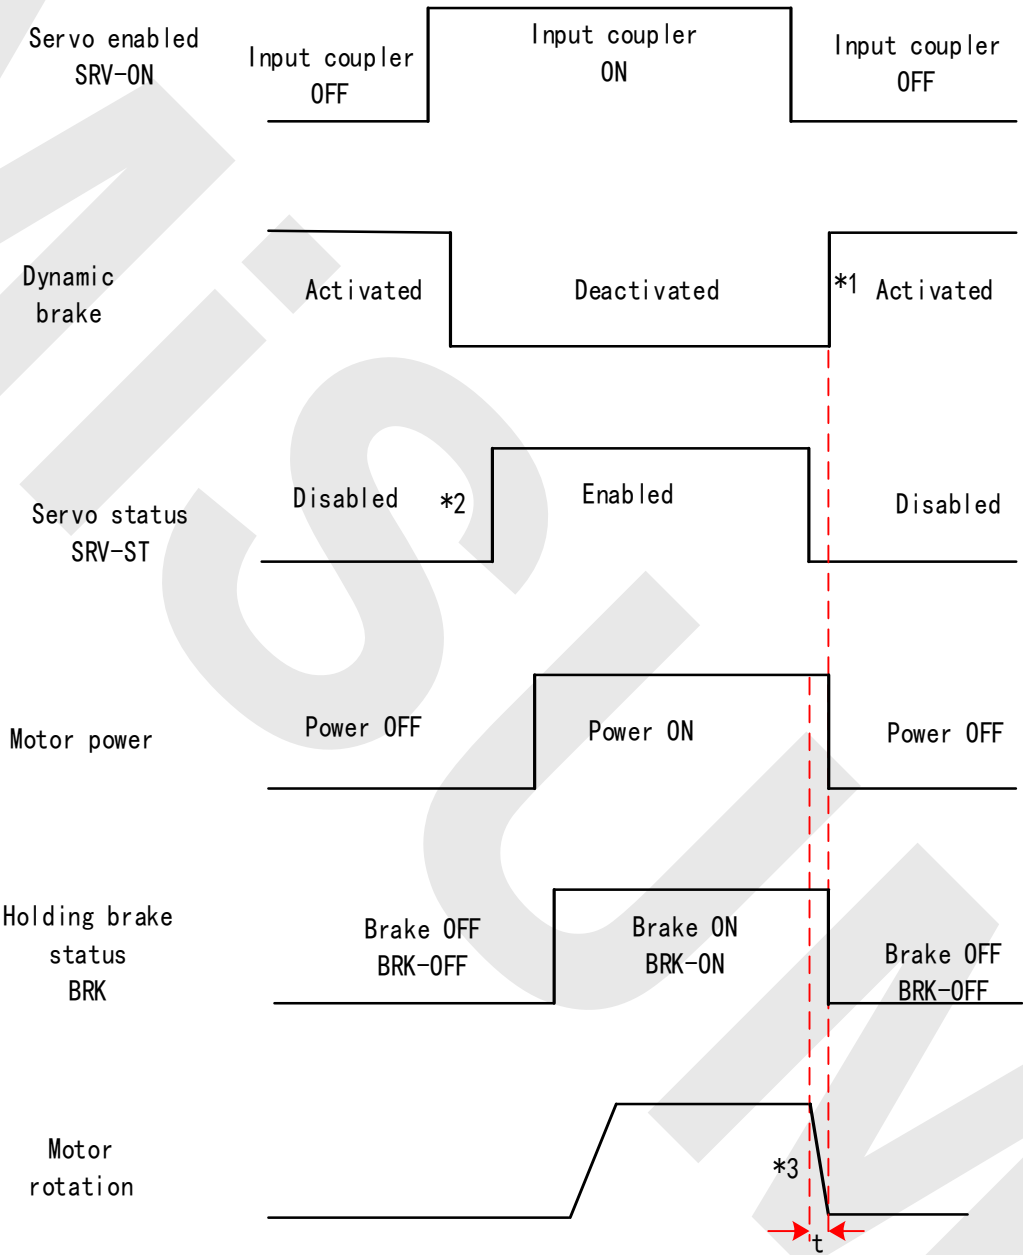 Servo enabled
SRV-ON
Input coupler
OFF
Input coupler
ON
Input coupler
OFF
Dynamic
brake
Activated
Deactivated
*1
Activated
Servo status
SRV-ST
Disabled
*2
Enabled
Disabled
Motor power
Power OFF
Power ON
Power OFF
Holding brake
status
BRK
Brake OFF
BRK-OFF
Brake ON
BRK-ON
Brake OFF
BRK-OFF
Motor
rotation
*3
t
MiSUM